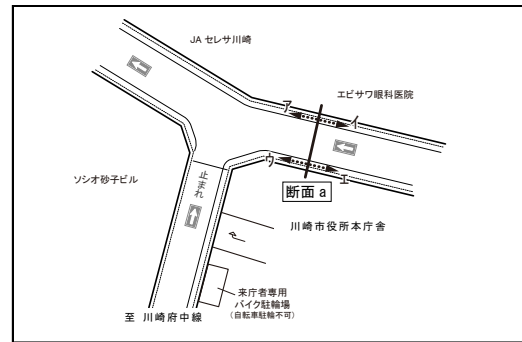 JA セレサ川崎
エビサワ眼科医院
ア
イ
ウ
エ
断面 a
ソシオ砂子ビル
止まれ
川崎市役所本庁舎
来庁者専用
バイク駐輪場
（自転車駐輪不可）
至 川崎府中線